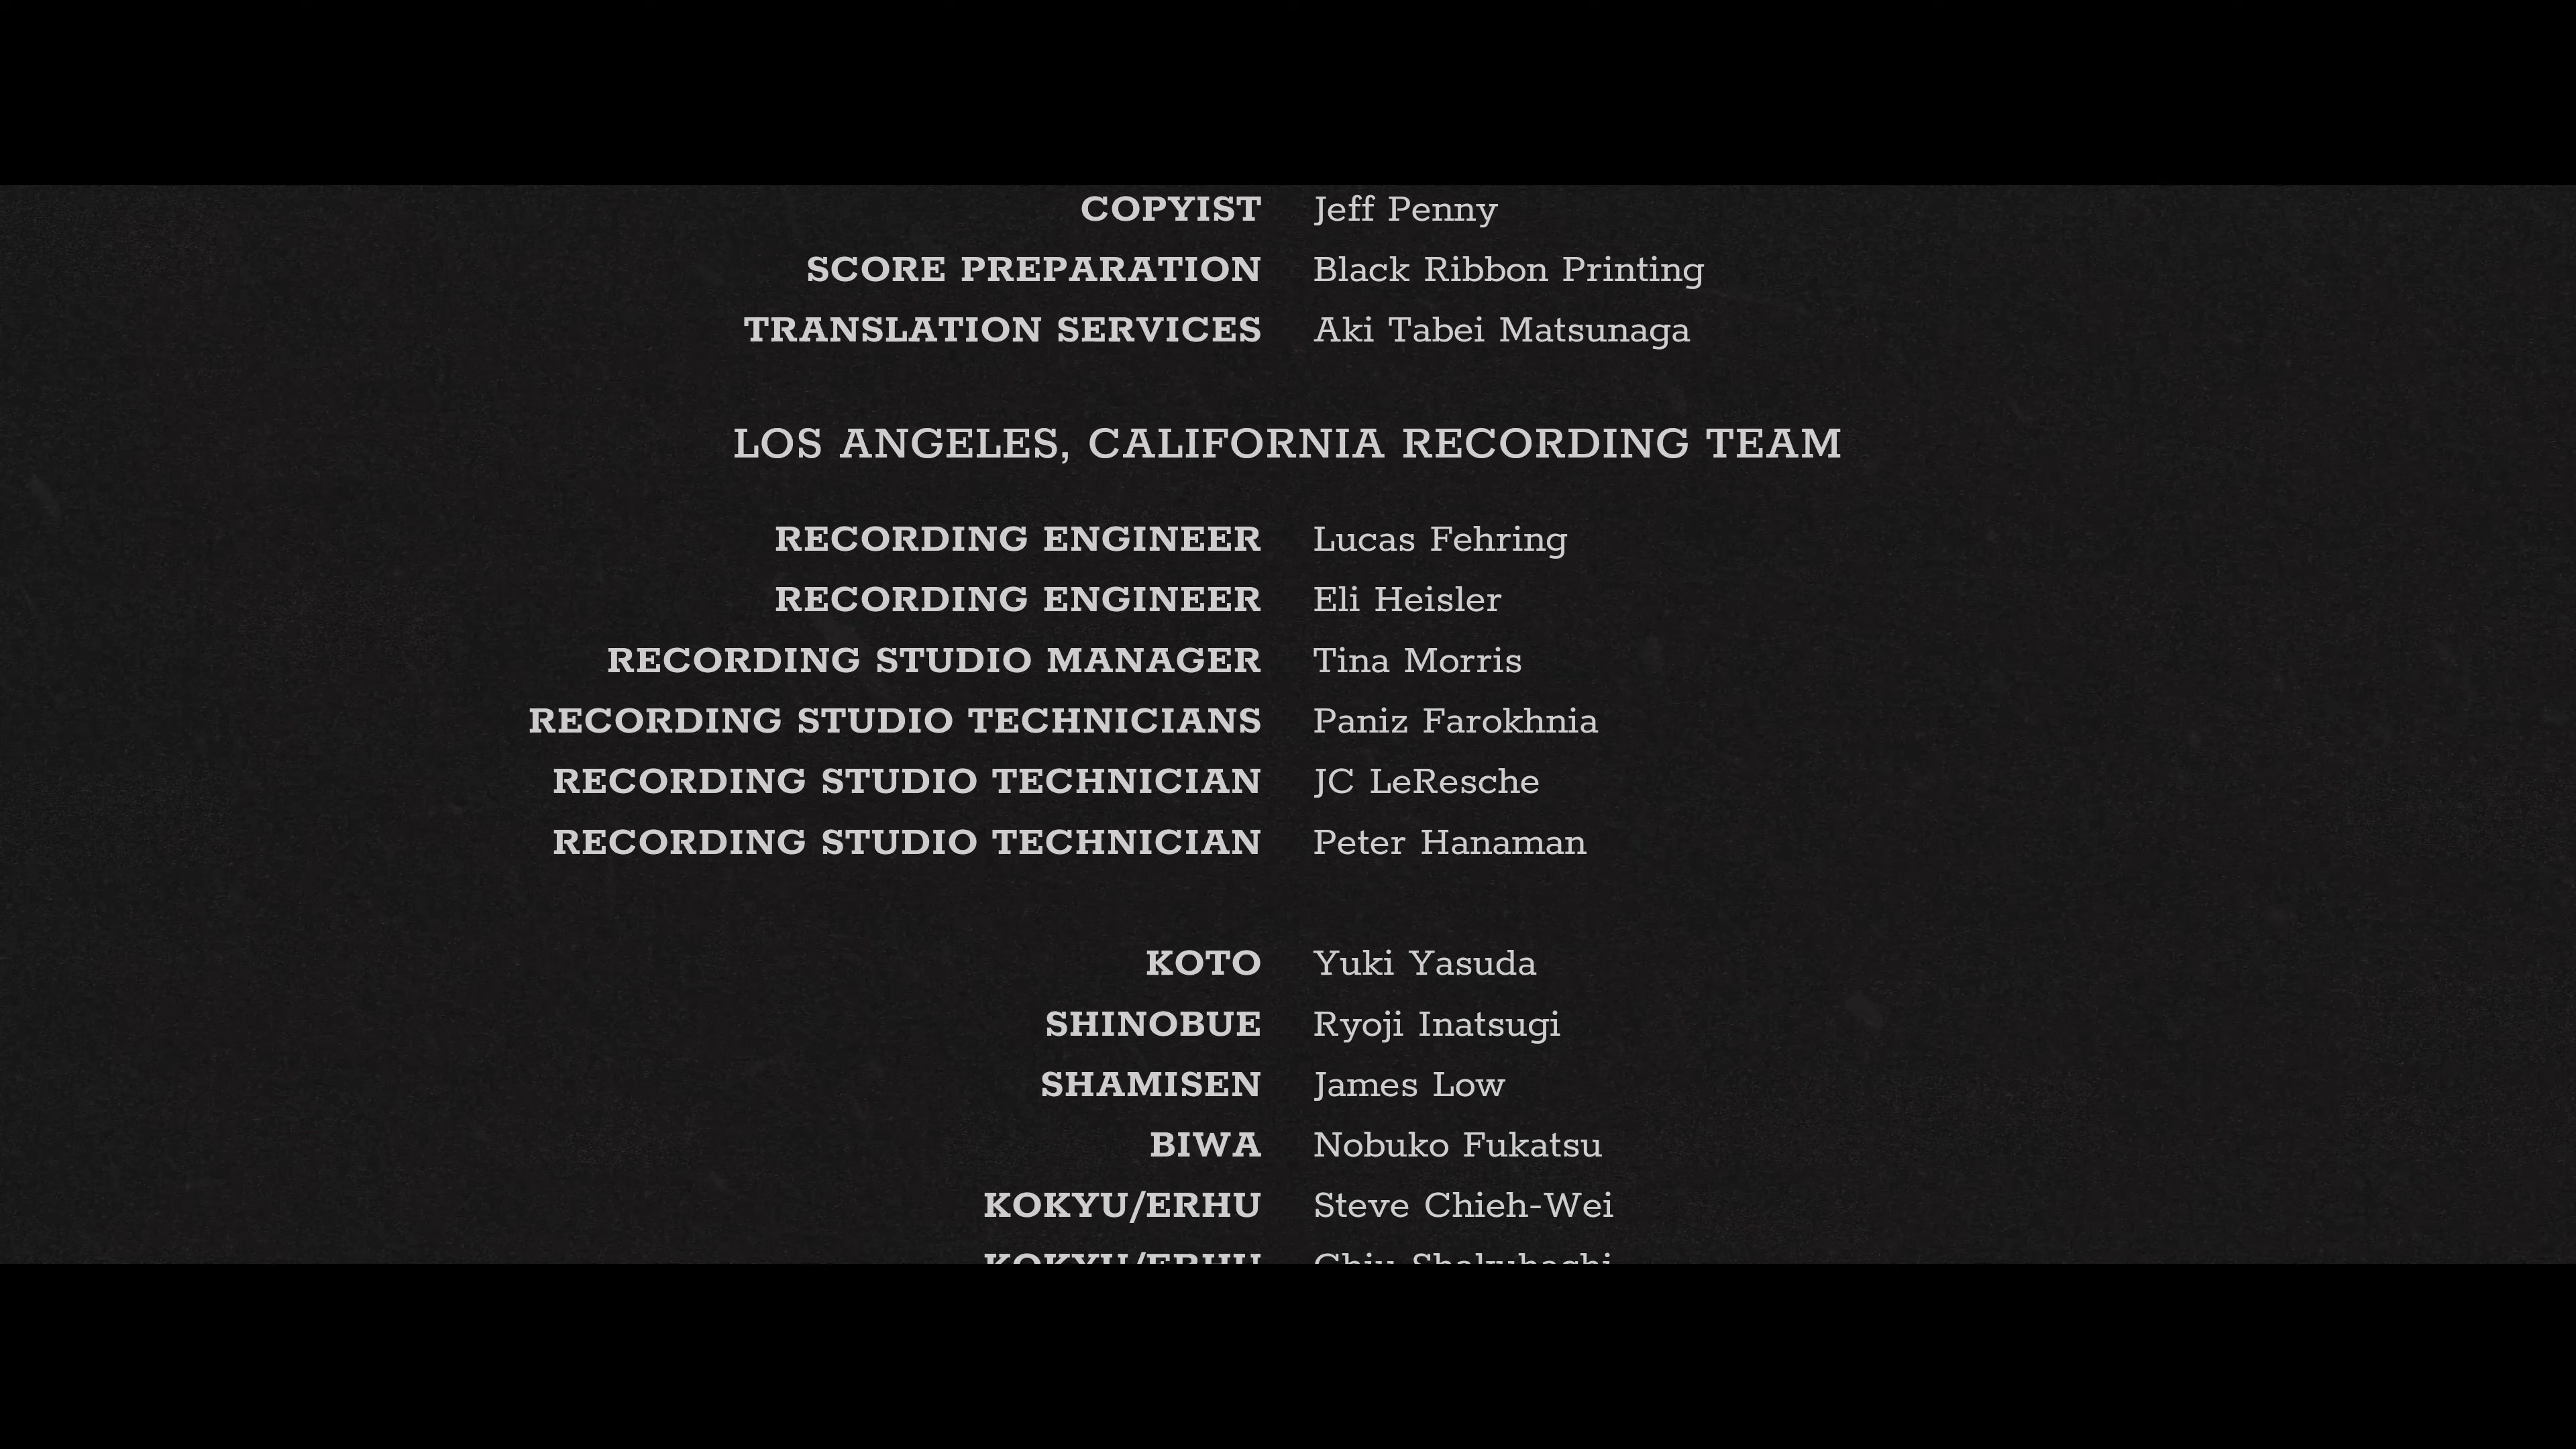 COPYIST Jeff Penny
SCORE PREPARATION Black Ribbon Printing
TRANSLATION SERVICES Aki Tabei Matsunaga
LOS ANGELES, CALIFORNIA RECORDING TEAM
RECORDING ENGINEER Lucas Fehring
RECORDING ENGINEER Eli Heisler
RECORDING STUDIO MANAGER Tina Morris
RECORDING STUDIO TECHNICIANS Paniz Farokhnia
RECORDING STUDIO TECHNICIAN JC LeResche
RECORDING STUDIO TECHNICIAN Peter Hanaman
KOTO Yuki Yasuda
SHINOBUE Ryoji Inatsugi
SHAMISEN James Low
BIWA Nobuko Fukatsu
KOKYU/ERHU Steve Chieh-Wei
KOKYU/ERHU